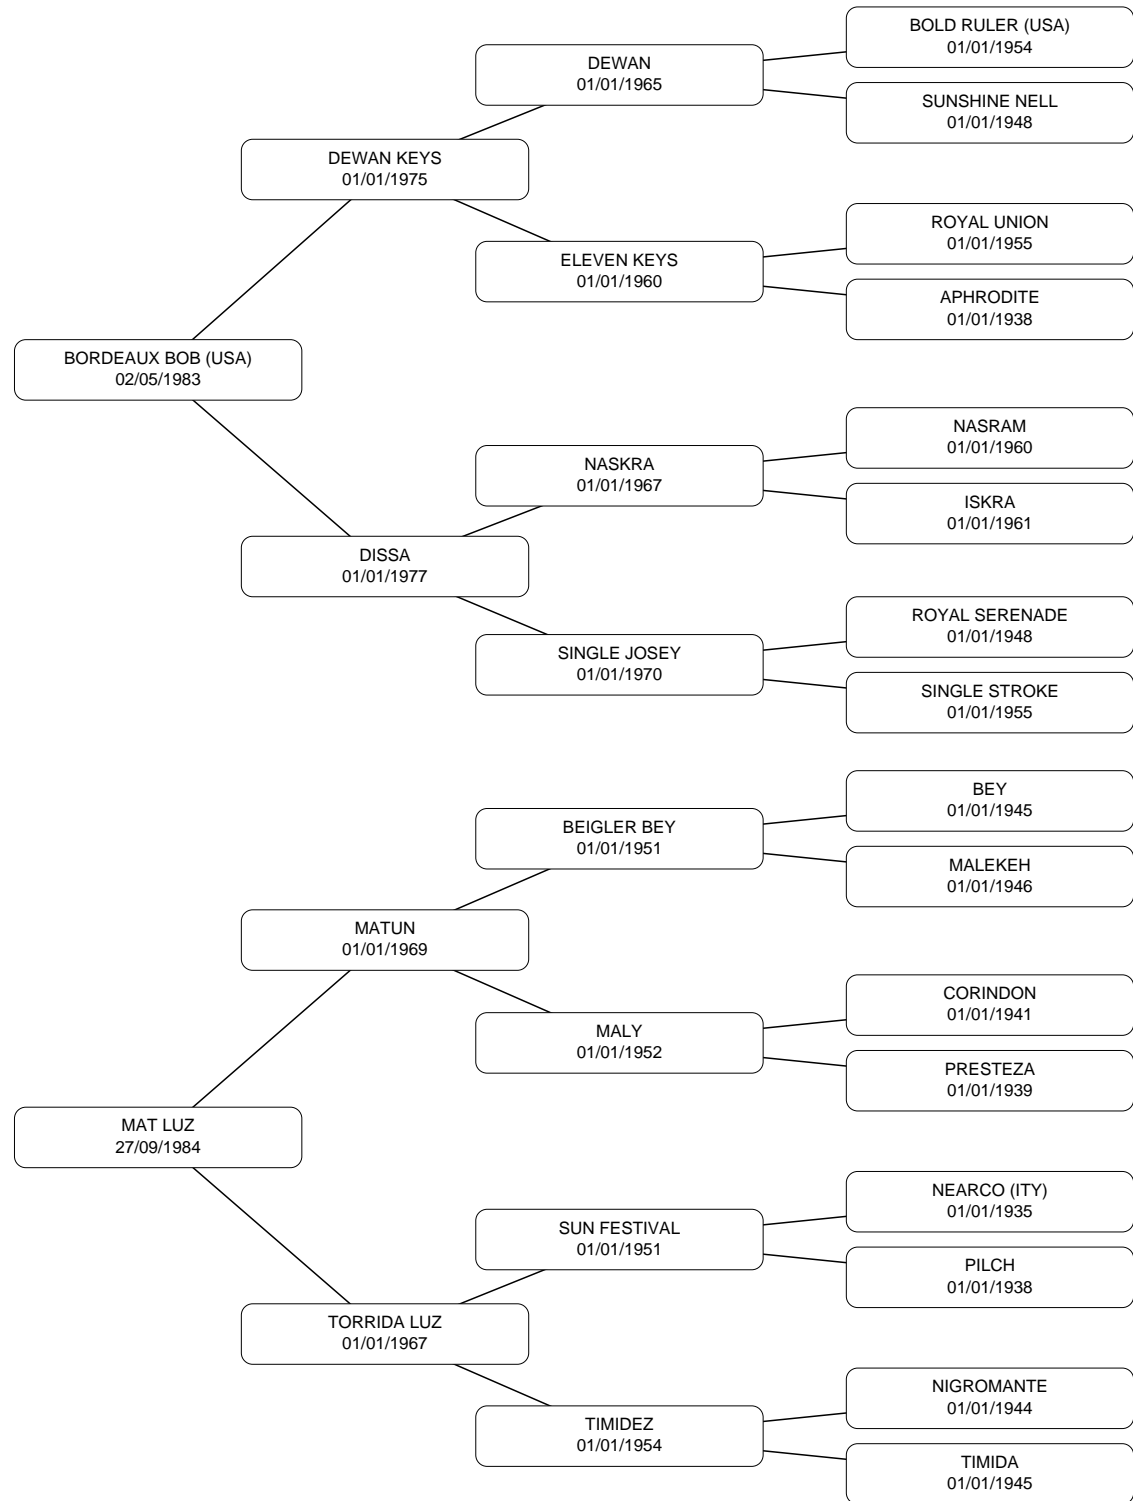 BOLD RULER (USA)
01/01/1954
DEWAN
01/01/1965
SUNSHINE NELL
01/01/1948
DEWAN KEYS
01/01/1975
ROYAL UNION
01/01/1955
ELEVEN KEYS
01/01/1960
APHRODITE
01/01/1938
BORDEAUX BOB (USA)
02/05/1983
NASRAM
01/01/1960
NASKRA
01/01/1967
ISKRA
01/01/1961
DISSA
01/01/1977
ROYAL SERENADE
01/01/1948
SINGLE JOSEY
01/01/1970
SINGLE STROKE
01/01/1955
BEY
01/01/1945
BEIGLER BEY
01/01/1951
MALEKEH
01/01/1946
MATUN
01/01/1969
CORINDON
01/01/1941
MALY
01/01/1952
PRESTEZA
01/01/1939
MAT LUZ
27/09/1984
NEARCO (ITY)
01/01/1935
SUN FESTIVAL
01/01/1951
PILCH
01/01/1938
TORRIDA LUZ
01/01/1967
NIGROMANTE
01/01/1944
TIMIDEZ
01/01/1954
TIMIDA
01/01/1945